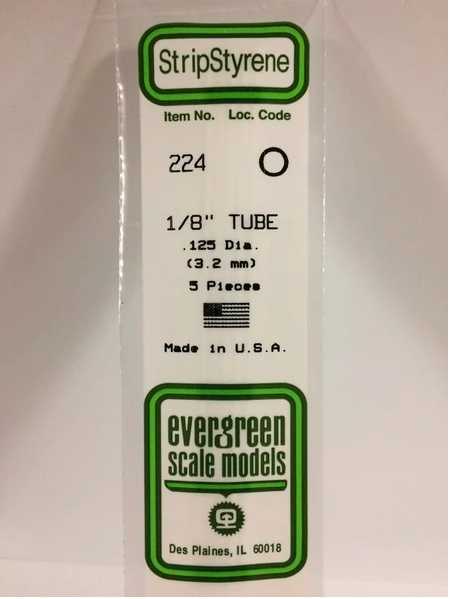 StripStyrene
Item No. Loc. Code
224
1/8" TUBE
.125 Dia.
(3.2 mm)
5 Pieces
Made in U.S.A.
evergreen
scale models
Des Plaines, IL 60018